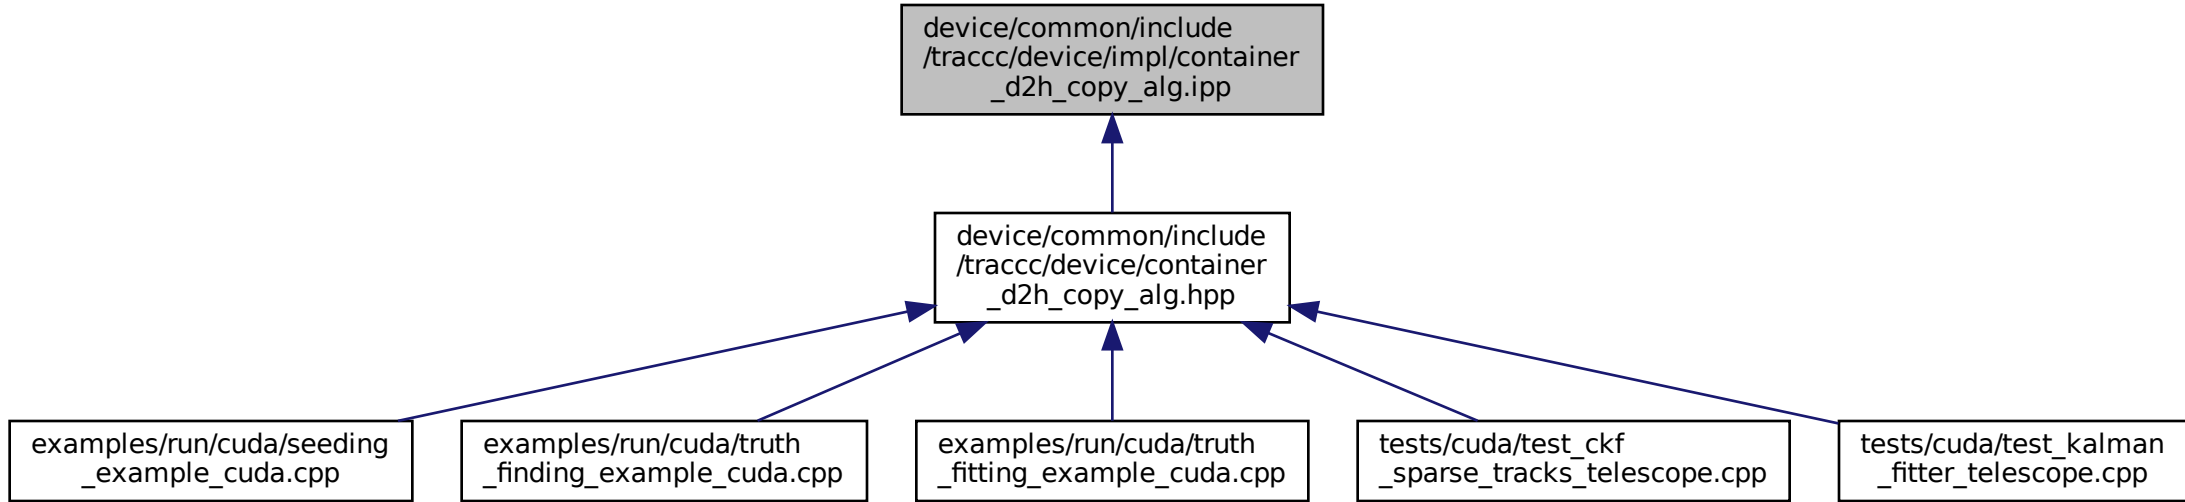 device/common/include
/traccc/device/impl/container
_d2h_copy_alg.ipp
device/common/include
/traccc/device/container
_d2h_copy_alg.hpp
examples/run/cuda/seeding
_example_cuda.cpp
examples/run/cuda/truth
_finding_example_cuda.cpp
examples/run/cuda/truth
_fitting_example_cuda.cpp
tests/cuda/test_ckf
_sparse_tracks_telescope.cpp
tests/cuda/test_kalman
_fitter_telescope.cpp